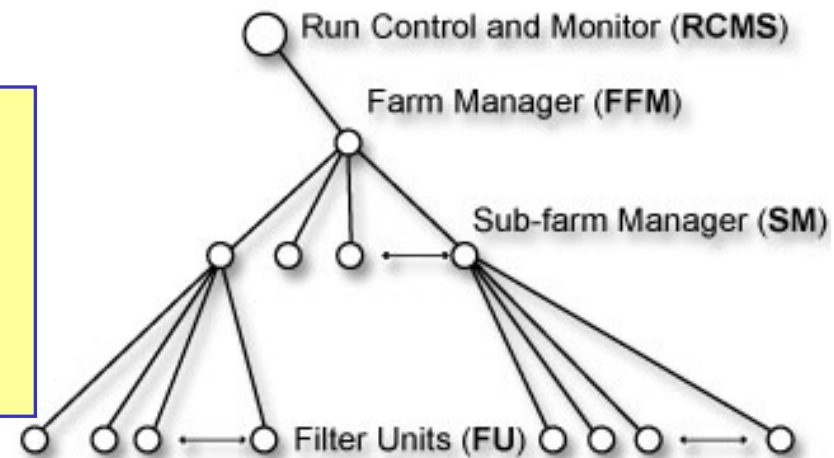 Run Control and Monitor (RCMS)
Farm Manager (FFM)
Sub-farm Manager (SM)
Filter Units (FU)